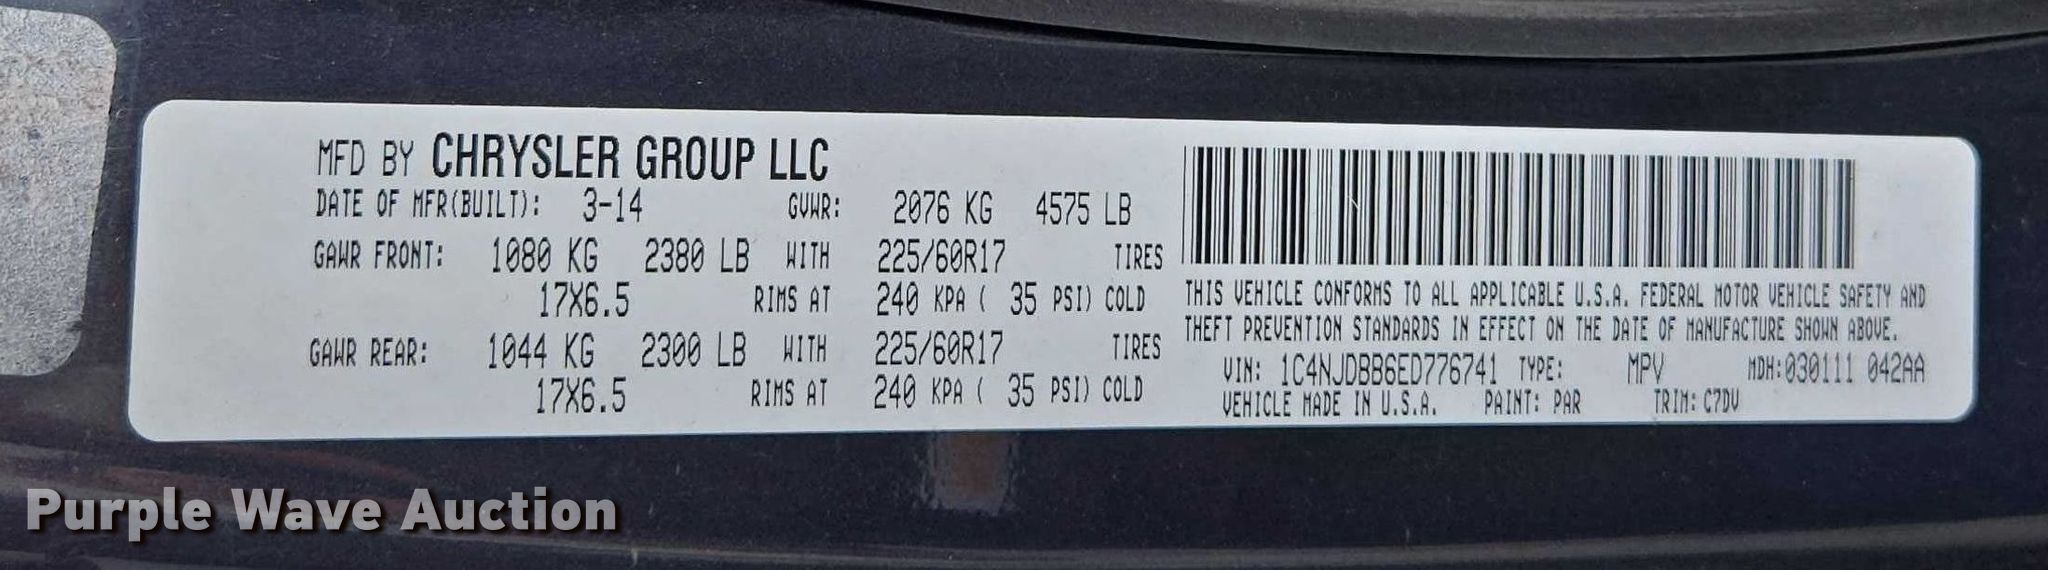 MFD BY CHRYSLER GROUP LLC
DATE OF MFR(BUILT): 3-14 GVWR: 2076 KG 4575 LB
GAWR FRONT: 1080 KG 2380 LB WITH 225/60R17 TIRES
17X6.5 RIMS AT 240 KPA ( 35 PSI) COLD
GAWR REAR: 1044 KG 2300 LB WITH 225/60R17 TIRES
17X6.5 RIMS AT 240 KPA ( 35 PSI) COLD
THIS VEHICLE CONFORMS TO ALL APPLICABLE U.S.A. FEDERAL MOTOR VEHICLE SAFETY AND
THEFT PREVENTION STANDARDS IN EFFECT ON THE DATE OF MANUFACTURE SHOWN ABOVE.
VIN: 1C4NJDBB6ED776741 TYPE: MPV MDH:030111 042AA
VEHICLE MADE IN U.S.A. PAINT: PAR TRIM: C7DV
Purple Wave Auction